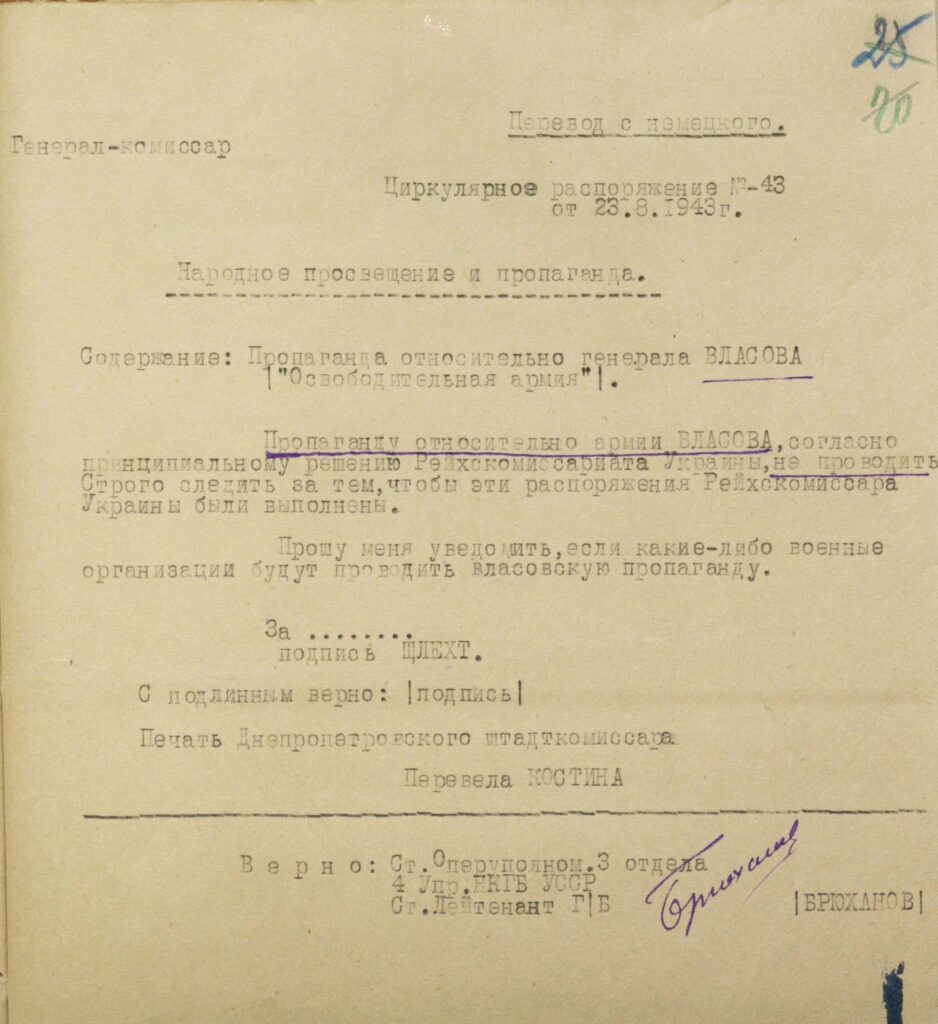 25
70
Перевод с немецкого.
Генерал-комиссар
Циркулярное распоряжение №-43
от 23.8.1943г.
Народное просвещение и пропаганда.
Содержание: Пропаганда относительно генерала ВЛАСОВА
|"Освободительная армия"|.
Пропаганду относительно армии ВЛАСОВА,согласно
принципиальному решению Рейхскомиссариата Украины,не проводить
Строго следить за тем,чтобы эти распоряжения Рейхскомиссара
Украины были выполнены.
Прошу меня уведомить,если какие-либо военные
организации будут проводить власовскую пропаганду.
За ........
подпись ЩЛЕХТ.
С подлинным верно: |подпись|
Печать Днепропетровского штадткомиссара
Перевела КОСТИНА
В е р н о: Ст.Оперуполном.3 отдела
4 Упр.НКГБ УССР
Ст.Лейтенант Г|Б
|БРЮХАНОВ|